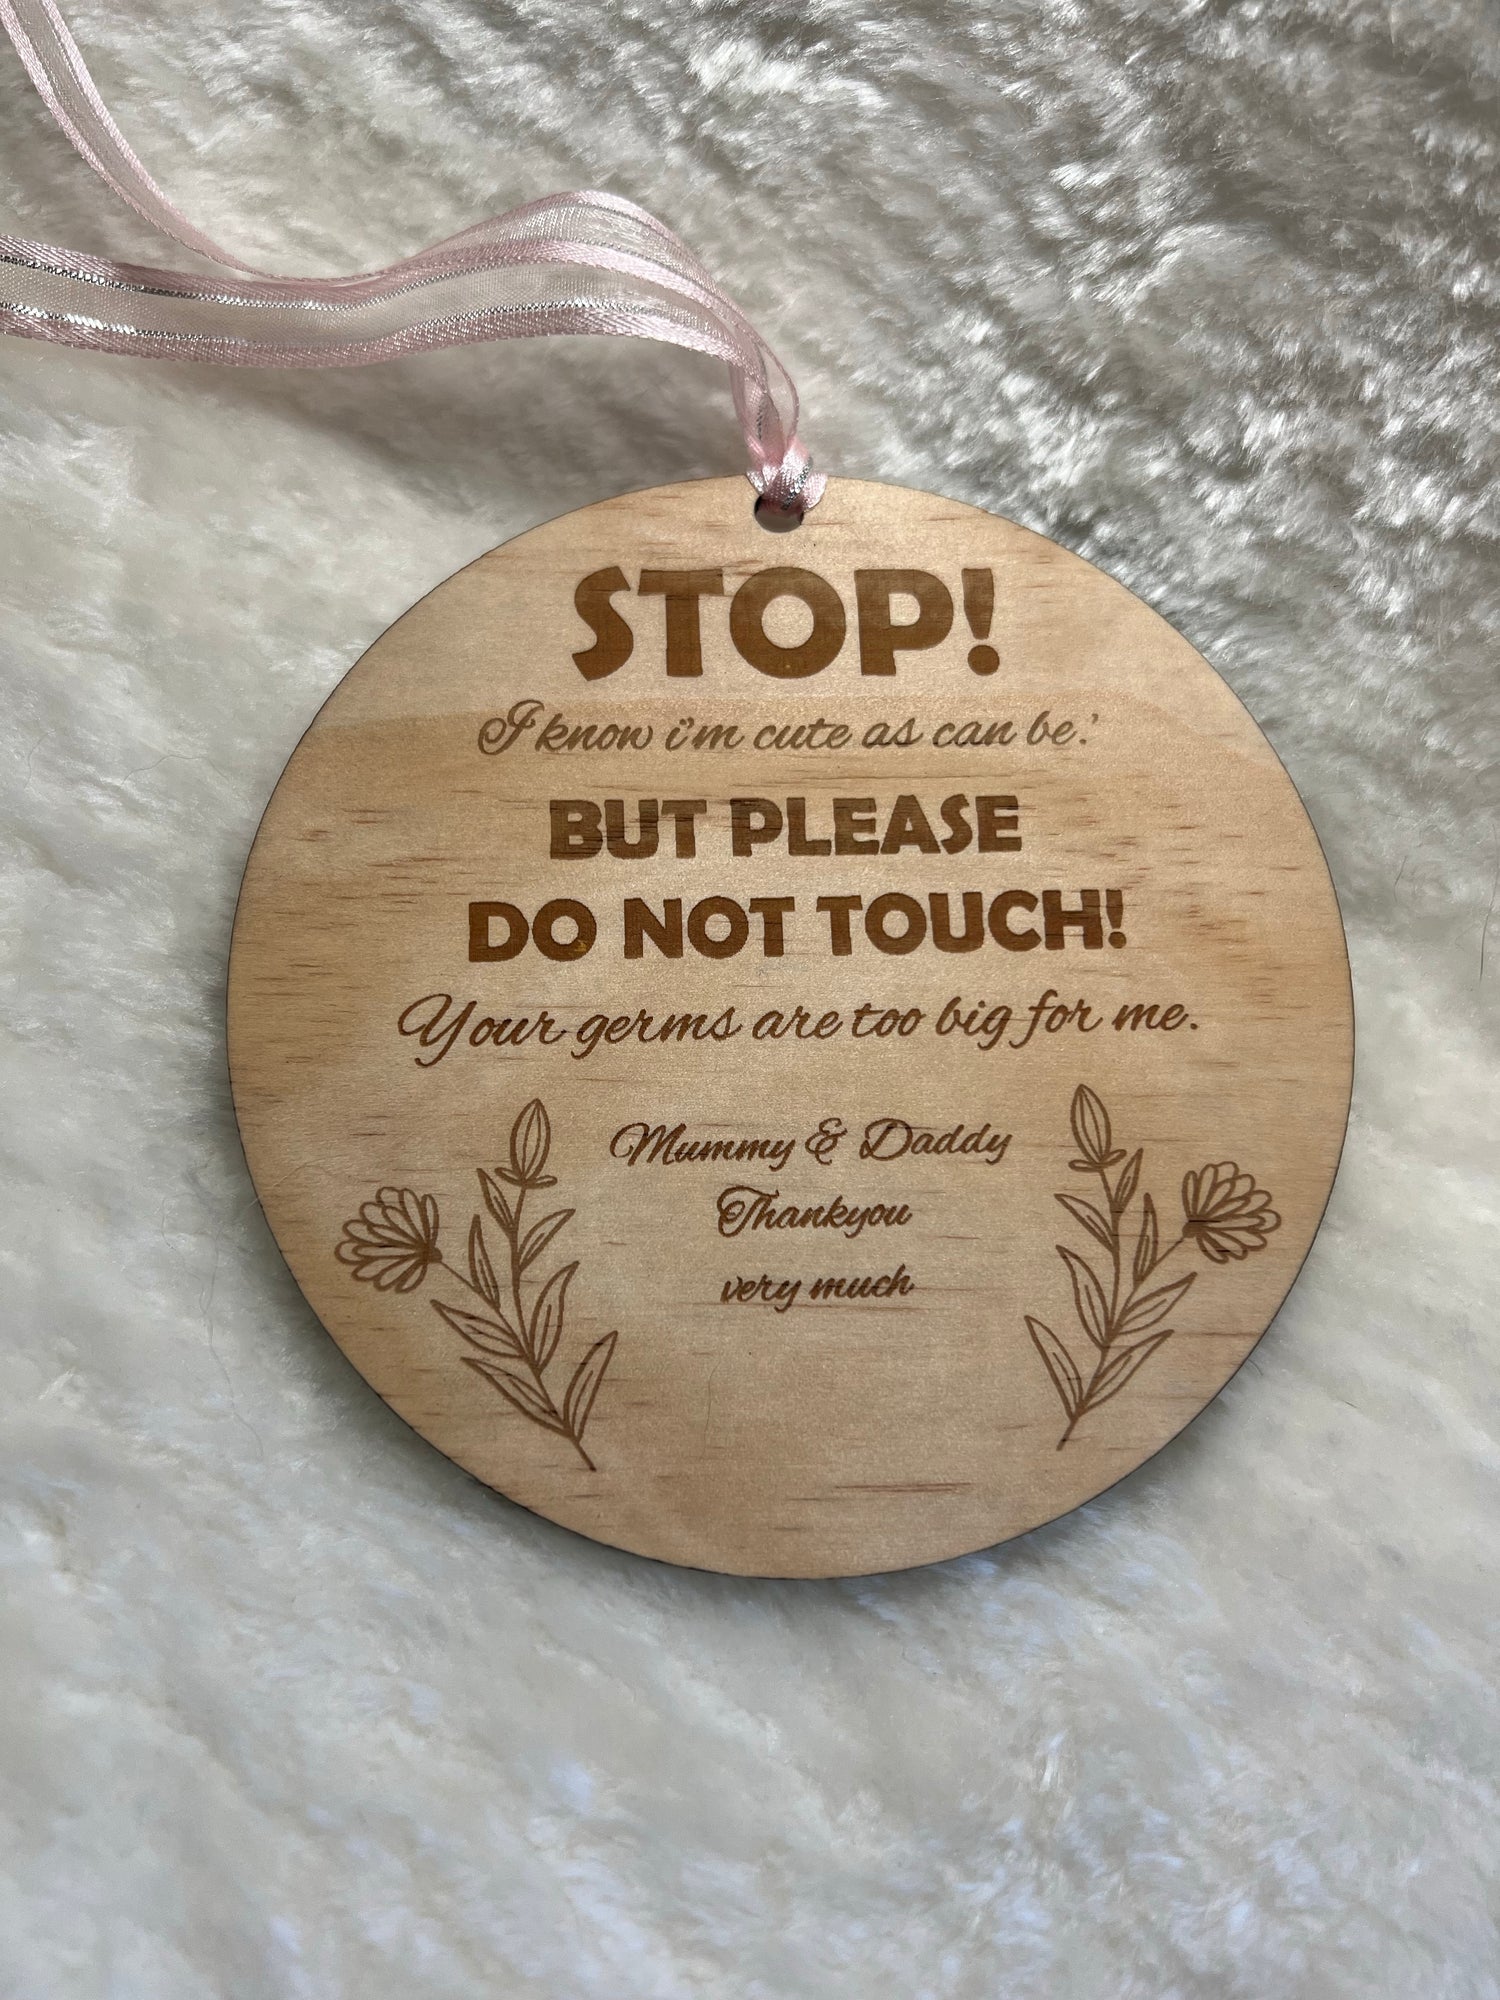 STOP!
I know i'm cute as can be.'
BUT PLEASE
DO NOT TOUCH!
Your germs are too big for me.
Mummy & Daddy
Thankyou
very much